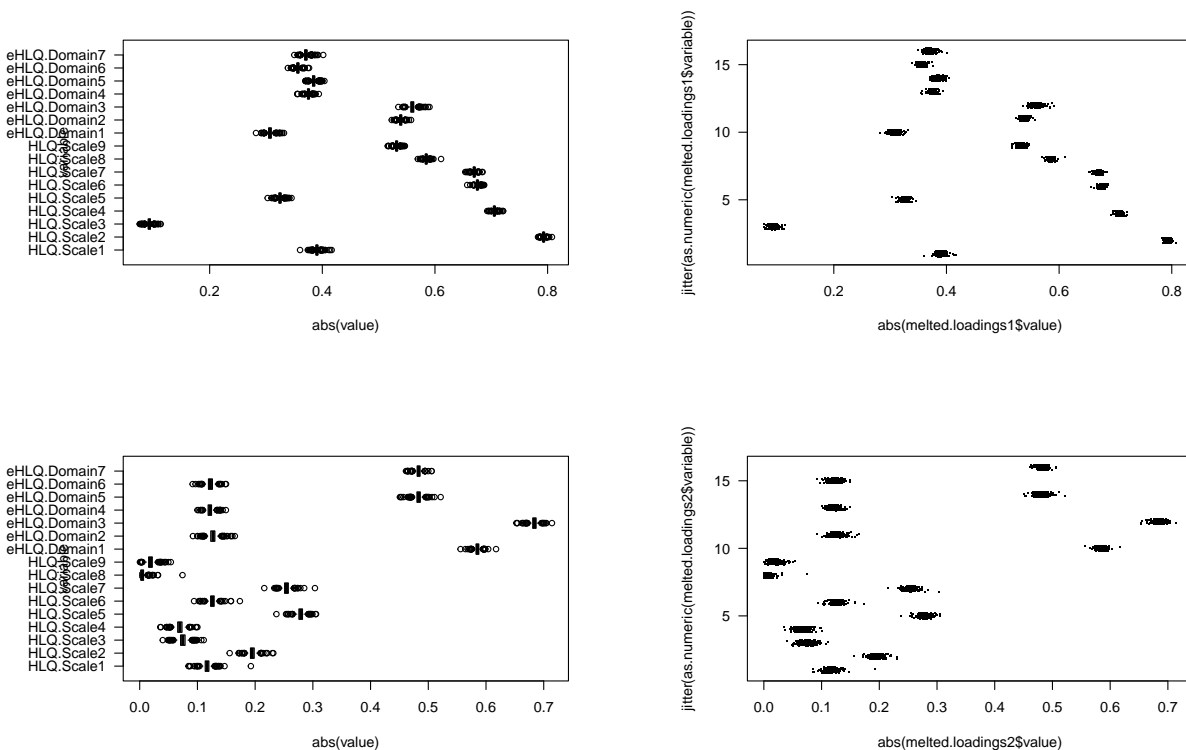 eHLQ.Domain7
eHLQ.Domain6
eHLQ.Domain5
eHLQ.Domain4
eHLQ.Domain3
eHLQ.Domain2
eHLQ.Domain1
HLQ.Scale9
HLQ.Scale8
HLQ.Scale7
HLQ.Scale6
HLQ.Scale5
HLQ.Scale4
HLQ.Scale3
HLQ.Scale2
HLQ.Scale1
variable
0.2 0.4 0.6 0.8
abs(value)
jitter(as.numeric(melted.loadings1$variable))
15
10
5
0.2 0.4 0.6 0.8
abs(melted.loadings1$value)
eHLQ.Domain7
eHLQ.Domain6
eHLQ.Domain5
eHLQ.Domain4
eHLQ.Domain3
eHLQ.Domain2
eHLQ.Domain1
HLQ.Scale9
HLQ.Scale8
HLQ.Scale7
HLQ.Scale6
HLQ.Scale5
HLQ.Scale4
HLQ.Scale3
HLQ.Scale2
HLQ.Scale1
variable
0.0 0.1 0.2 0.3 0.4 0.5 0.6 0.7
abs(value)
jitter(as.numeric(melted.loadings2$variable))
15
10
5
0.0 0.1 0.2 0.3 0.4 0.5 0.6 0.7
abs(melted.loadings2$value)